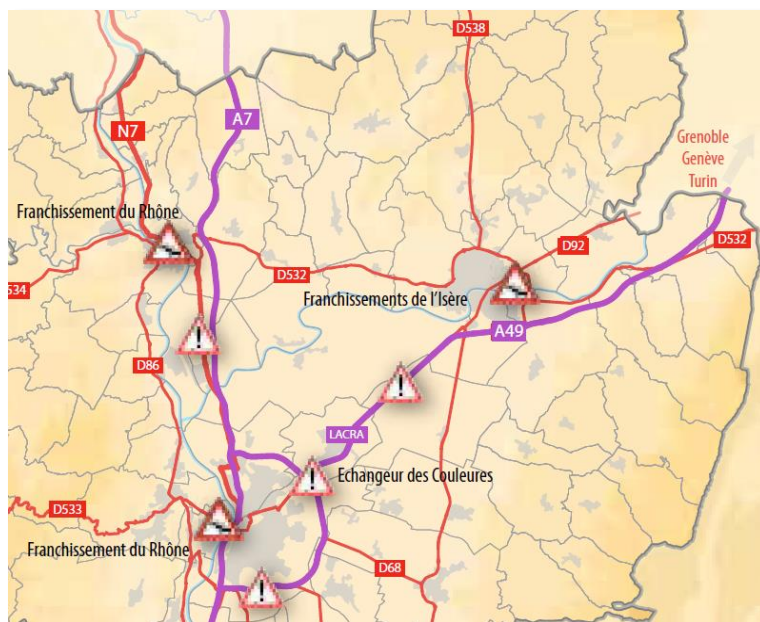 D538
A7
N7
Grenoble
Genève
Turin
Franchissement du Rhône
D92
D532
D532
534
Franchissements de l'Isère
A49
D86
LACRA
Echangeur des Couleures
D533
Franchissement du Rhône
D68